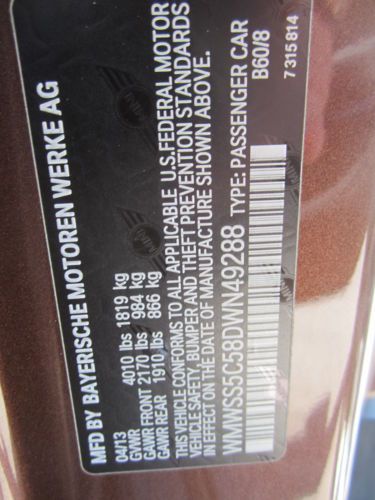 MFD BY BAYERISCHE MOTOREN WERKE AG
04/13
GVWR 4010 lbs 1819 kg
GAWR FRONT 2170 lbs 984 kg
GAWR REAR 1910 lbs 866 kg
THIS VEHICLE CONFORMS TO ALL APPLICABLE U.S. FEDERAL MOTOR
VEHICLE SAFETY, BUMPER AND THEFT PREVENTION STANDARDS
IN EFFECT ON THE DATE OF MANUFACTURE SHOWN ABOVE.
WMWSS5C58DWN49288 TYPE: PASSENGER CAR
B60/8
7 315 814